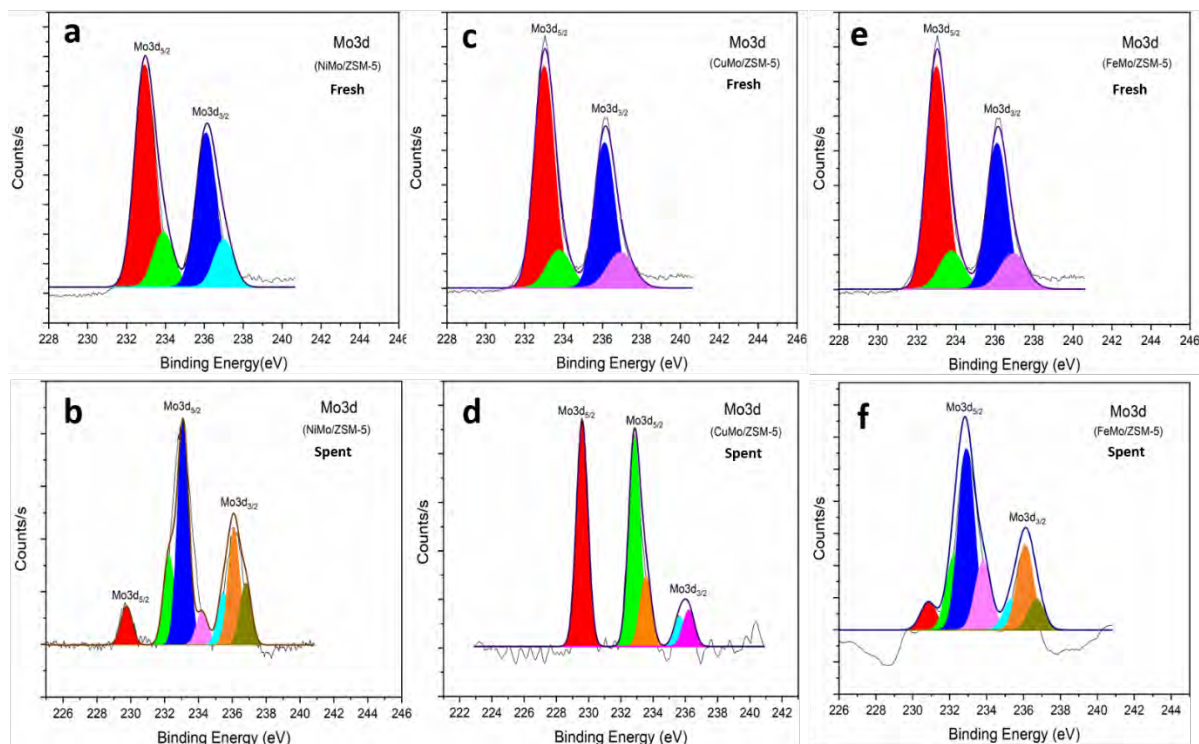 a
Mo3d5/2
Mo3d3/2
Mo3d
(NiMo/ZSM-5)
Fresh
Counts/s
228 230 232 234 236 238 240 242 244 246
Binding Energy(eV)
c
Mo3d5/2
Mo3d3/2
Mo3d
(CuMo/ZSM-5)
Fresh
Counts/s
228 230 232 234 236 238 240 242 244 246
Binding Energy (eV)
e
Mo3d5/2
Mo3d3/2
Mo3d
(FeMo/ZSM-5)
Fresh
Counts/s
228 230 232 234 236 238 240 242 244 246
Binding Energy (eV)
b
Mo3d5/2
Mo3d5/2
Mo3d3/2
Mo3d
(NiMo/ZSM-5)
Spent
Counts/s
226 228 230 232 234 236 238 240 242 244 246
Binding Energy (eV)
d
Mo3d5/2
Mo3d5/2
Mo3d3/2
Mo3d
(CuMo/ZSM-5)
Spent
Counts/s
222 224 226 228 230 232 234 236 238 240 242
Binding Energy (eV)
f
Mo3d5/2
Mo3d3/2
Mo3d
(FeMo/ZSM-5)
Spent
Counts/s
226 228 230 232 234 236 238 240 242 244 246
Binding Energy (eV)